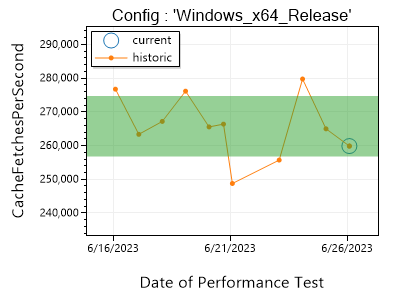 Config : 'Windows_x64_Release'
current
historic
290,000
280,000
270,000
260,000
250,000
240,000
CacheFetchesPerSecond
6/16/2023
6/21/2023
6/26/2023
Date of Performance Test